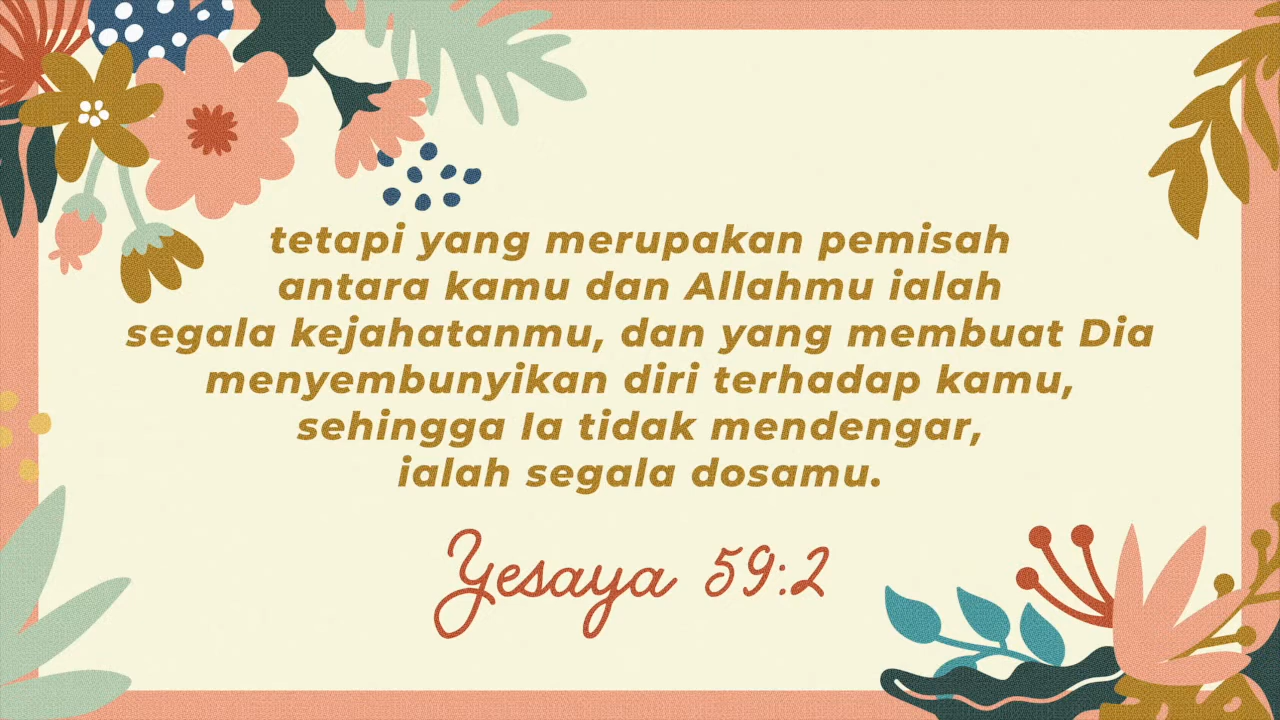 tetapi yang merupakan pemisah
antara kamu dan Allahmu ialah
segala kejahatanmu, dan yang membuat Dia
menyembunyikan diri terhadap kamu,
sehingga Ia tidak mendengar,
ialah segala dosamu.
Yesaya 59:2